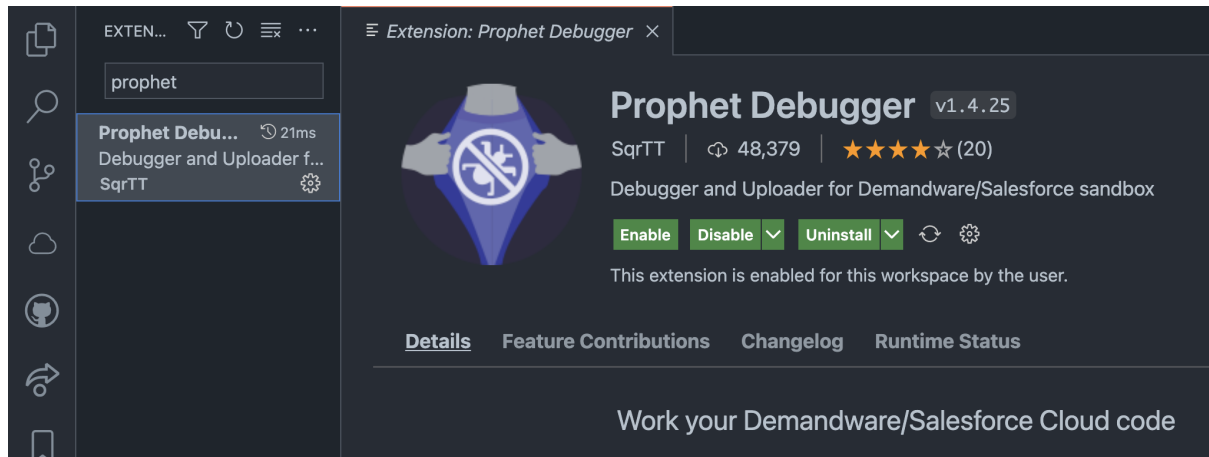 EXTEN...
prophet
Prophet Debu... 21ms
Debugger and Uploader f...
SqrTT
Extension: Prophet Debugger
Prophet Debugger v1.4.25
SqrTT 48,379 (20)
Debugger and Uploader for Demandware/Salesforce sandbox
Enable Disable Uninstall
This extension is enabled for this workspace by the user.
Details Feature Contributions Changelog Runtime Status
Work your Demandware/Salesforce Cloud code